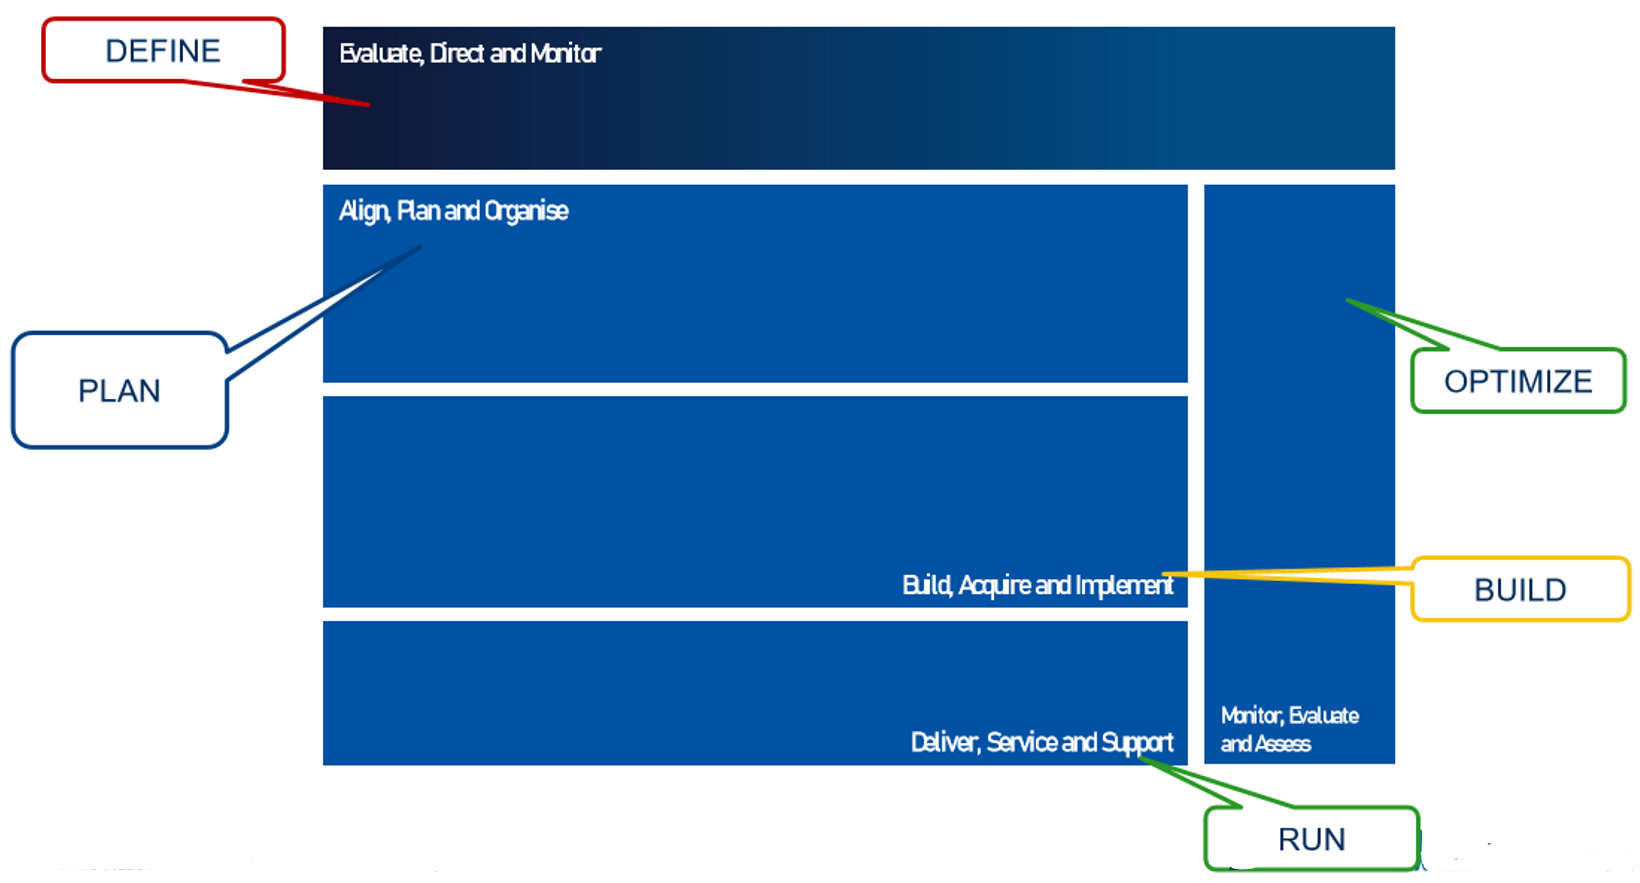 DEFINE
Evaluate, Direct and Monitor
Align, Plan and Organise
PLAN
OPTIMIZE
Build, Acquire and Implement
BUILD
Monitor, Evaluate
and Assess
Deliver, Service and Support
RUN